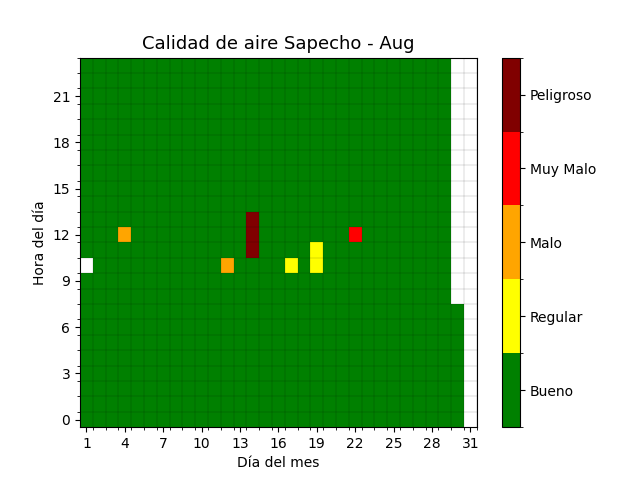 Calidad de aire Sapecho - Aug
Hora del día
21
18
15
12
9
6
3
0
1 4 7 10 13 16 19 22 25 28 31
Día del mes
Peligroso
Muy Malo
Malo
Regular
Bueno